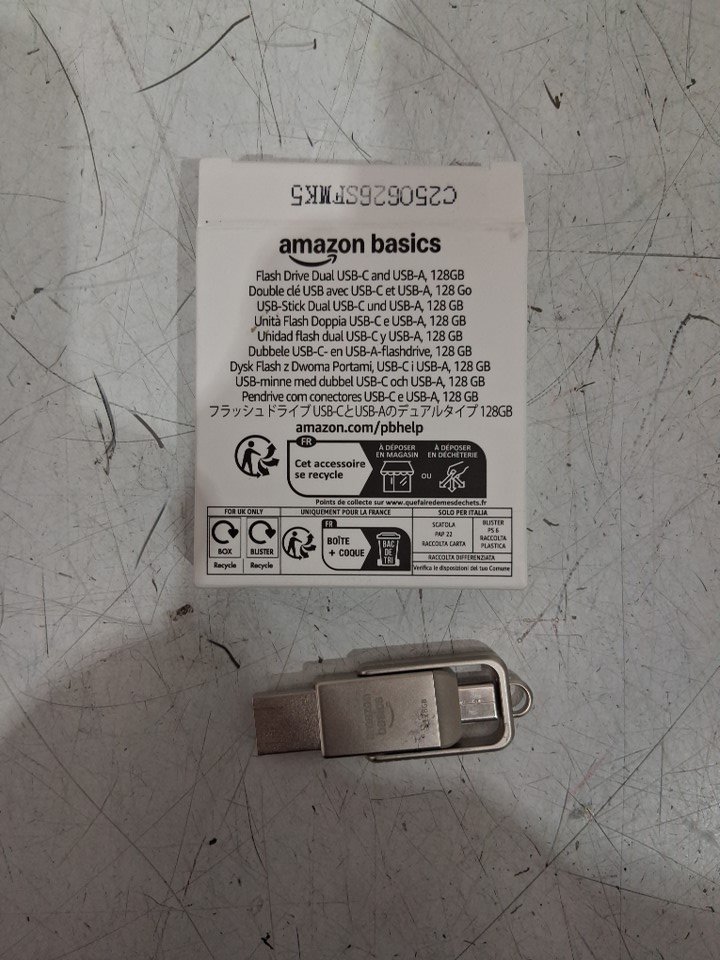 C250626SPMK5
amazon basics
Flash Drive Dual USB-C and USB-A, 128GB
Double clé USB avec USB-C et USB-A, 128 Go
USB-Stick Dual USB-C und USB-A, 128 GB
Unità Flash Doppia USB-C e USB-A, 128 GB
Unidad flash dual USB-C y USB-A, 128 GB
Dubbele USB-C- en USB-A-flashdrive, 128 GB
Dysk Flash z Dwoma Portami, USB-C i USB-A, 128 GB
USB-minne med dubbel USB-C och USB-A, 128 GB
Pendrive com conectores USB-C e USB-A, 128 GB
フラッシュドライブ USB-CとUSB-Aのデュアルタイプ 128GB
amazon.com/pbhelp
FR
Cet accessoire
se recycle
À DÉPOSER
EN MAGASIN
OU
À DÉPOSER
EN DÉCHÈTERIE
Points de collecte sur www.quefairedemesdechets.fr
FOR UK ONLY
BOX
Recycle
BLISTER
Recycle
UNIQUEMENT POUR LA FRANCE
FR
BOÎTE
+ COQUE
BAC
DE
TRI
SOLO PER ITALIA
SCATOLA
PAP 22
RACCOLTA CARTA
BLISTER
PS 6
RACCOLTA
PLASTICA
RACCOLTA DIFFERENZIATA
Verifica le disposizioni del tuo Comune
amazon
basics
128GB